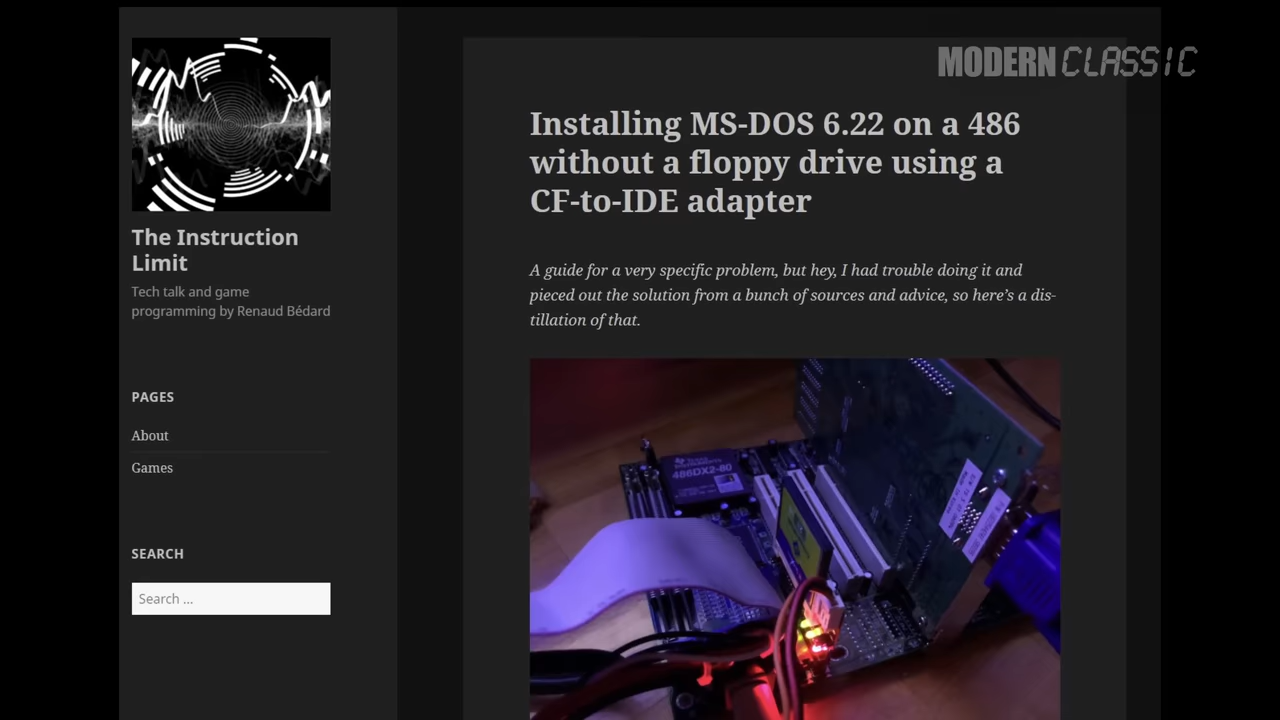 MODERN CLASSIC
Installing MS-DOS 6.22 on a 486
without a floppy drive using a
CF-to-IDE adapter
A guide for a very specific problem, but hey, I had trouble doing it and
pieced out the solution from a bunch of sources and advice, so here's a dis-
tillation of that.
The Instruction
Limit
Tech talk and game
programming by Renaud Bédard
PAGES
About
Games
SEARCH
Search ...
TEXAS
INSTRUMENTS
486DX2-80